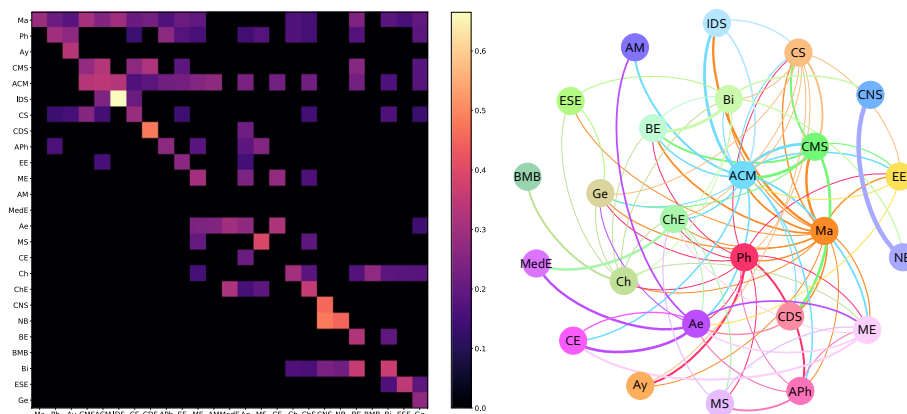 Ma
Ph
Ay
CMS
ACM
IDS
CS
CDS
APh
EE
ME
AM
MedE
Ae
MS
CE
Ch
ChE
CNS
NB
BE
BMB
Bi
ESE
Ge
0.6
0.5
0.4
0.3
0.2
0.1
0.0
IDS
AM
CS
ESE
Bi
CNS
BE
CMS
BMB
ACM
EE
Ge
ChE
Ma
MedE
Ph
Ch
CDS
Ae
ME
CE
Ay
APh
MS